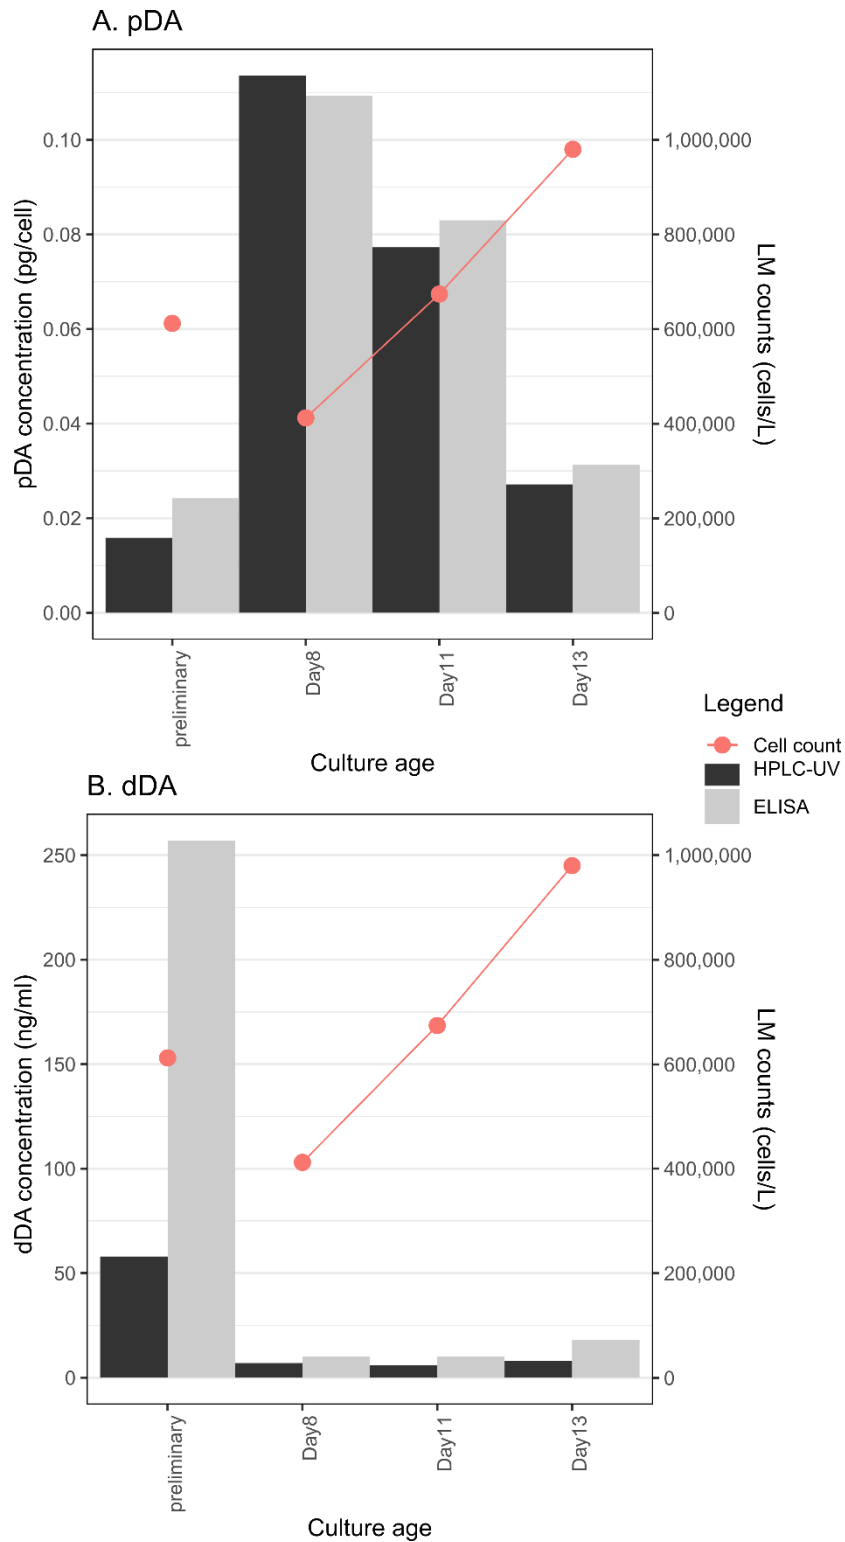 A. pDA
pDA concentration (pg/cell)
0.10
0.08
0.06
0.04
0.02
0.00
1,000,000
800,000
600,000
400,000
200,000
0
LM counts (cells/L)
preliminary
Day8
Day11
Day13
Culture age
Legend
Cell count
HPLC-UV
ELISA
B. dDA
dDA concentration (ng/ml)
250
200
150
100
50
0
1,000,000
800,000
600,000
400,000
200,000
0
LM counts (cells/L)
preliminary
Day8
Day11
Day13
Culture age